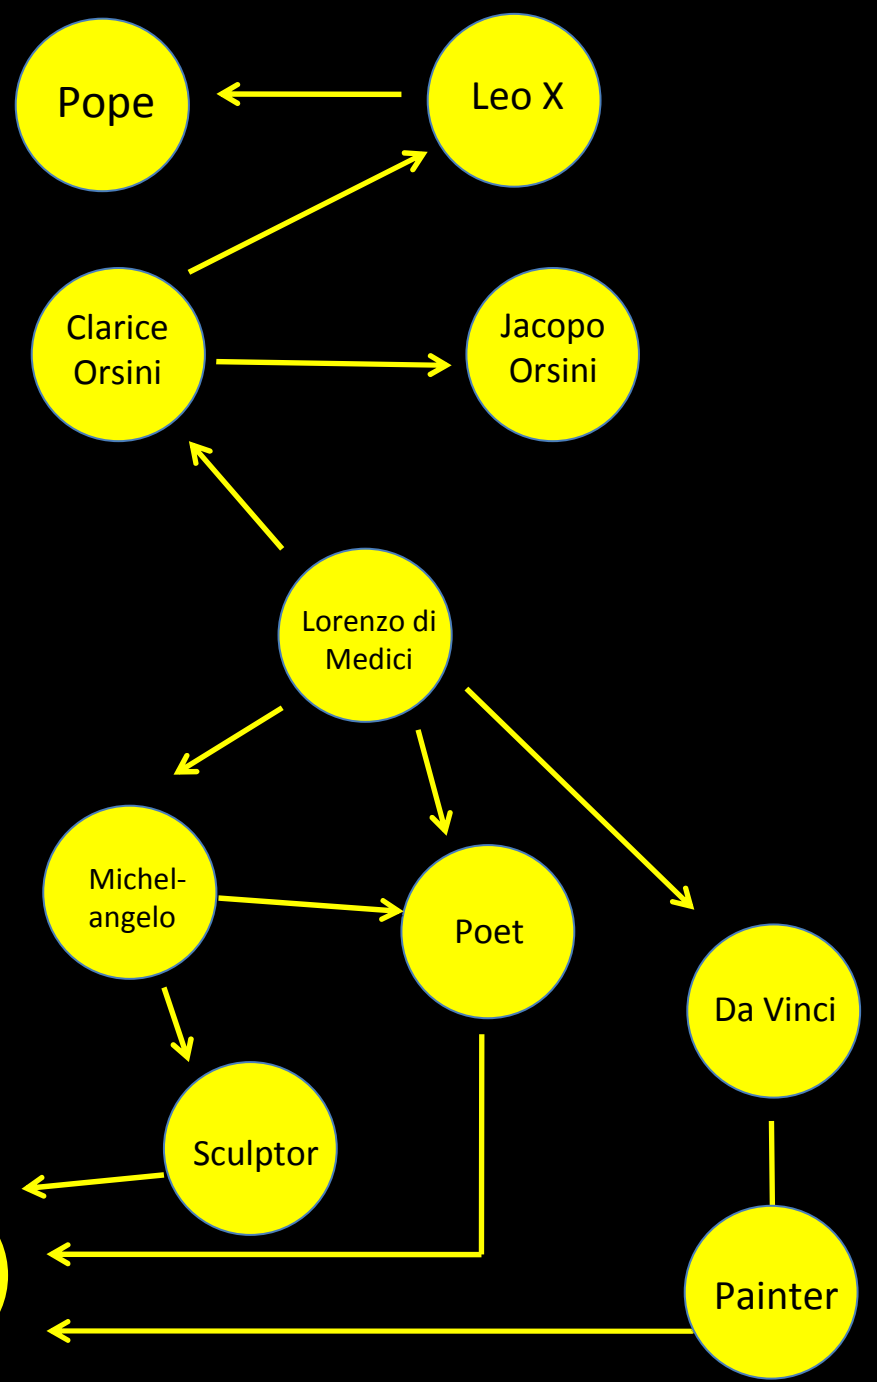 Pope
Leo X
Clarice
Orsini
Jacopo
Orsini
Lorenzo di
Medici
Michel-
angelo
Poet
Da Vinci
Sculptor
Painter